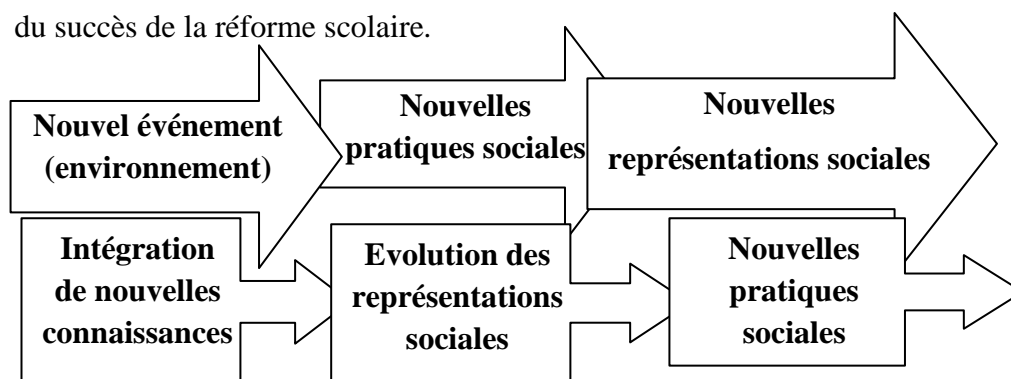 du succès de la réforme scolaire.
Nouvel événement
(environnement)
Nouvelles
pratiques sociales
Nouvelles
représentations sociales
Intégration
de nouvelles
connaissances
Evolution des
représentations
sociales
Nouvelles
pratiques
sociales